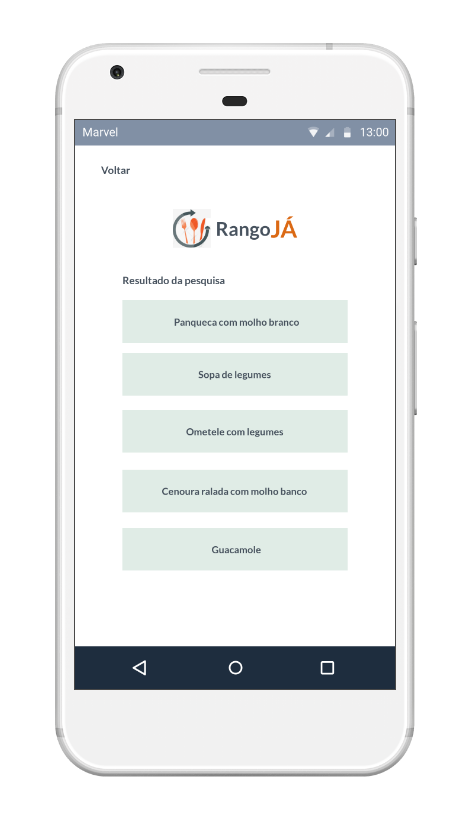 Marvel 13:00
Voltar
RangoJÁ
Resultado da pesquisa
Panqueca com molho branco
Sopa de legumes
Ometele com legumes
Cenoura ralada com molho banco
Guacamole